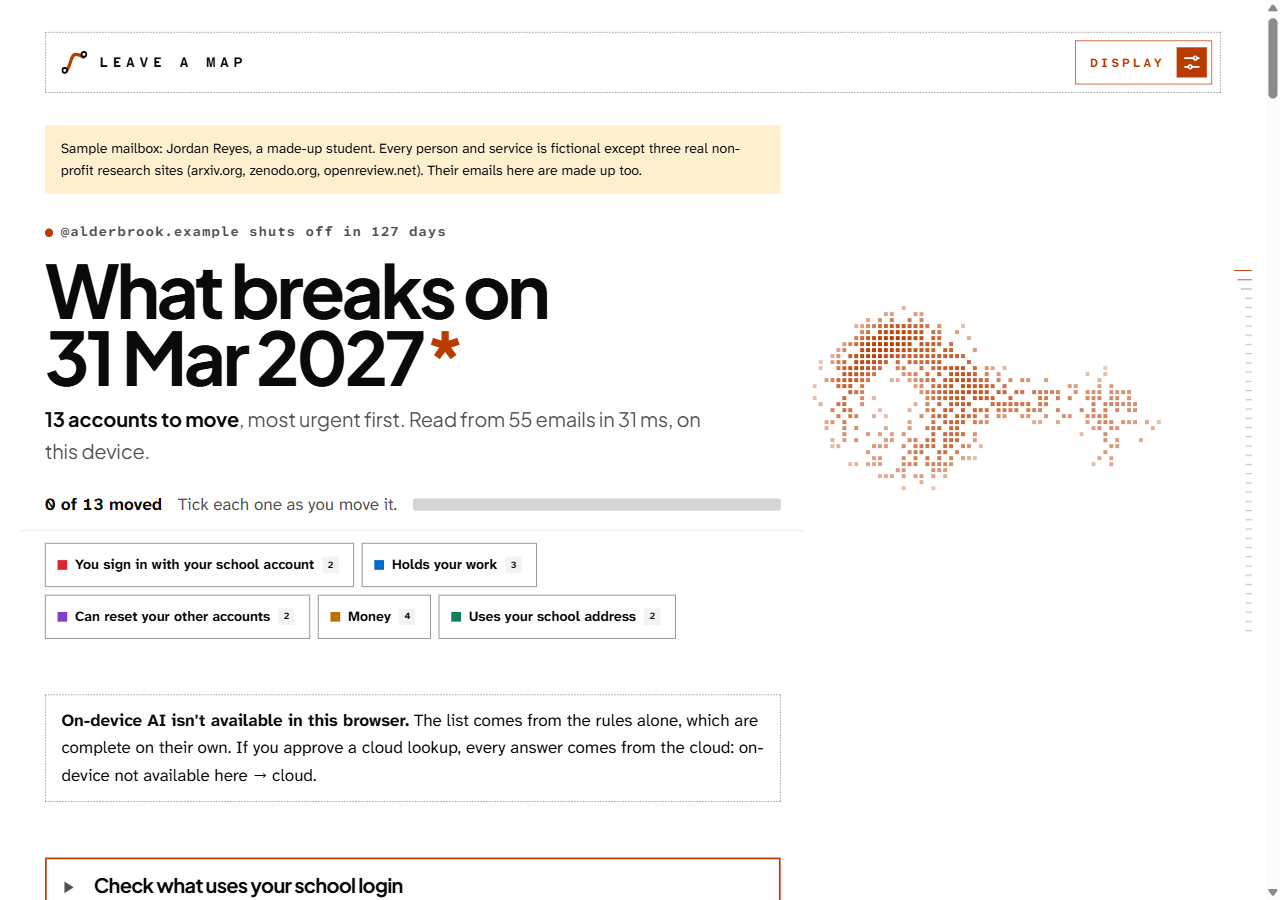 LEAVE A MAP
DISPLAY
Sample mailbox: Jordan Reyes, a made-up student. Every person and service is fictional except three real non-
profit research sites (arxiv.org, zenodo.org, openreview.net). Their emails here are made up too.
@alderbrook.example shuts off in 127 days
What breaks on
31 Mar 2027*
13 accounts to move, most urgent first. Read from 55 emails in 31 ms, on
this device.
0 of 13 moved Tick each one as you move it.
You sign in with your school account 2 Holds your work 3
Can reset your other accounts 2 Money 4 Uses your school address 2
On-device AI isn't available in this browser. The list comes from the rules alone, which are
complete on their own. If you approve a cloud lookup, every answer comes from the cloud: on-
device not available here → cloud.
Check what uses your school login